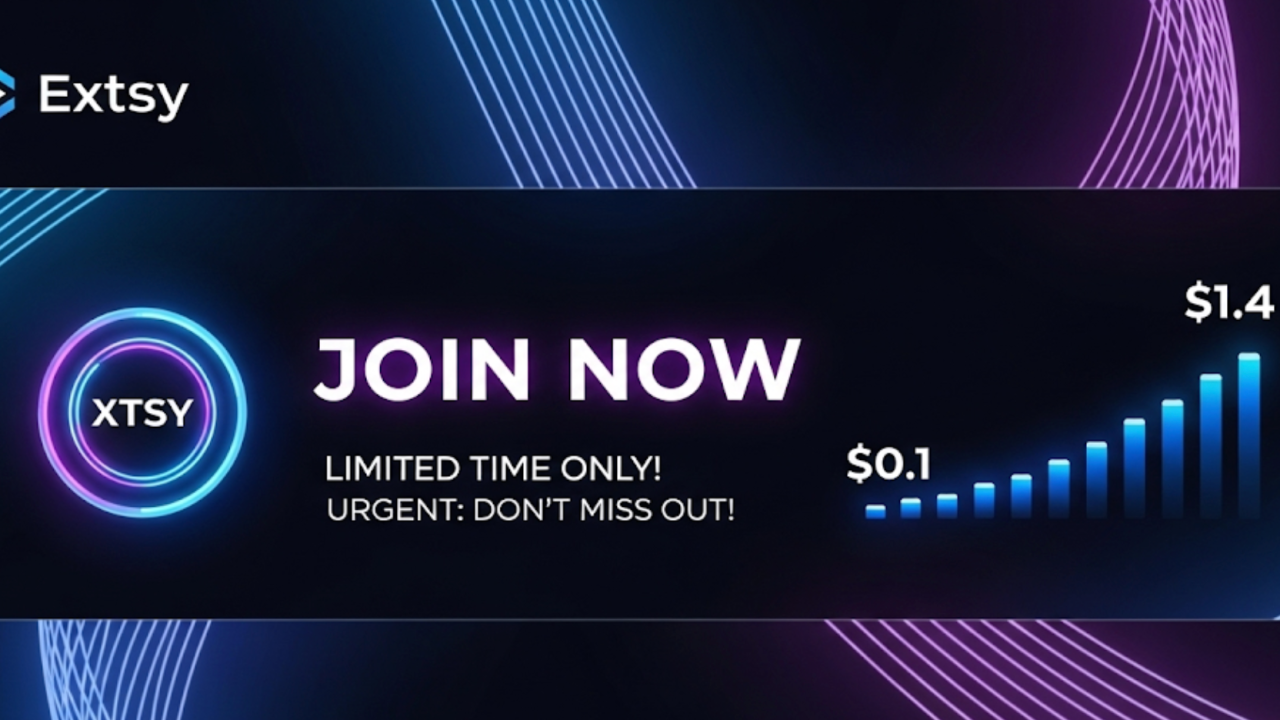 Extsy
XTSY
JOIN NOW
LIMITED TIME ONLY!
URGENT: DON'T MISS OUT!
$0.1
$1.4